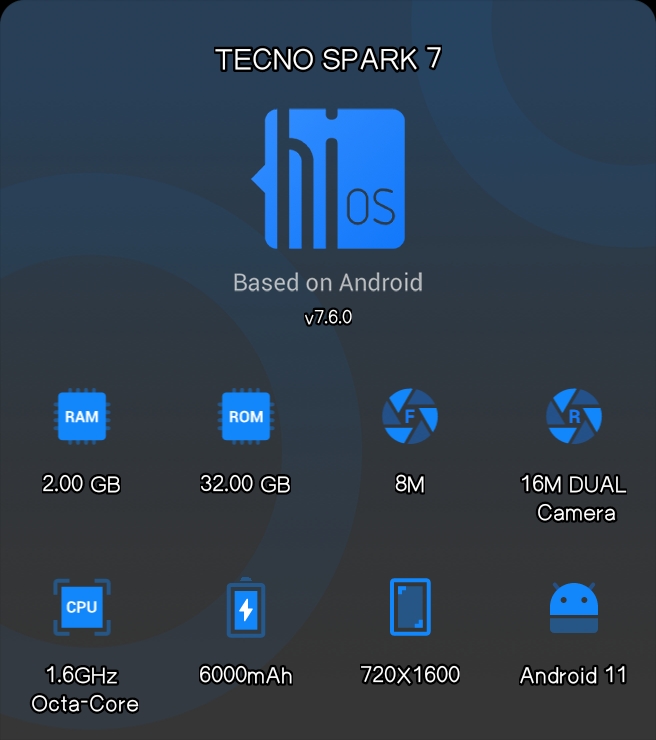 TECNO SPARK 7
hi OS
Based on Android
v7.6.0
RAM
ROM
F
R
2.00 GB
32.00 GB
8M
16M DUAL
Camera
CPU
1.6GHz
Octa-Core
6000mAh
720X1600
Android 11